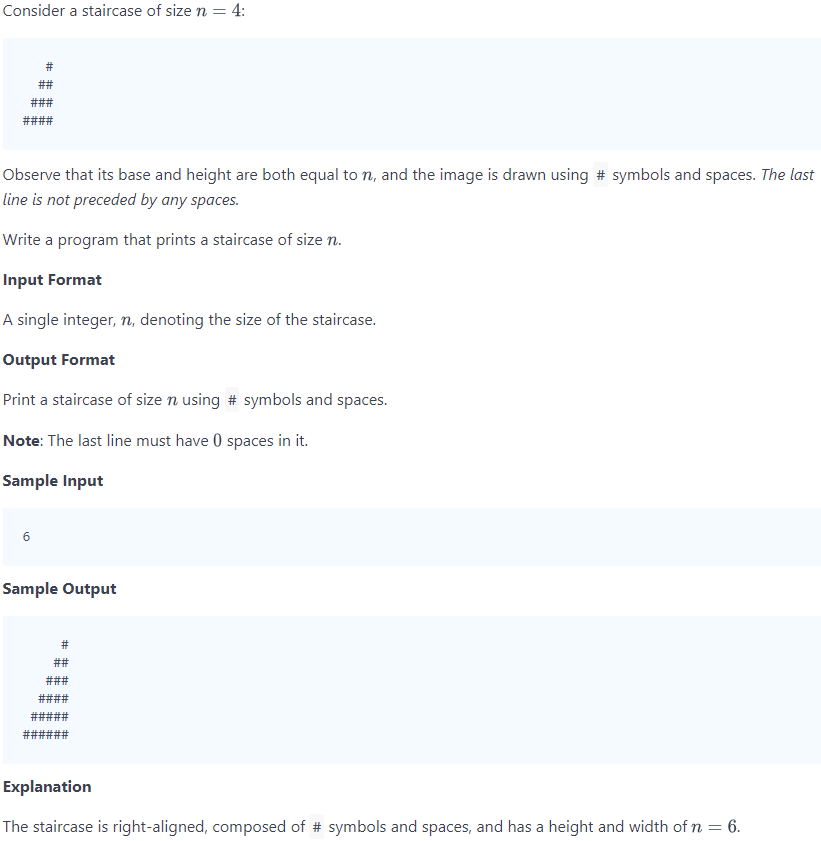 Consider a staircase of size n = 4:
   #
  ##
 ###
####
Observe that its base and height are both equal to n, and the image is drawn using # symbols and spaces. The last
line is not preceded by any spaces.
Write a program that prints a staircase of size n.
Input Format
A single integer, n, denoting the size of the staircase.
Output Format
Print a staircase of size n using # symbols and spaces.
Note: The last line must have 0 spaces in it.
Sample Input
6
Sample Output
     #
    ##
   ###
  ####
 #####
######
Explanation
The staircase is right-aligned, composed of # symbols and spaces, and has a height and width of n = 6.